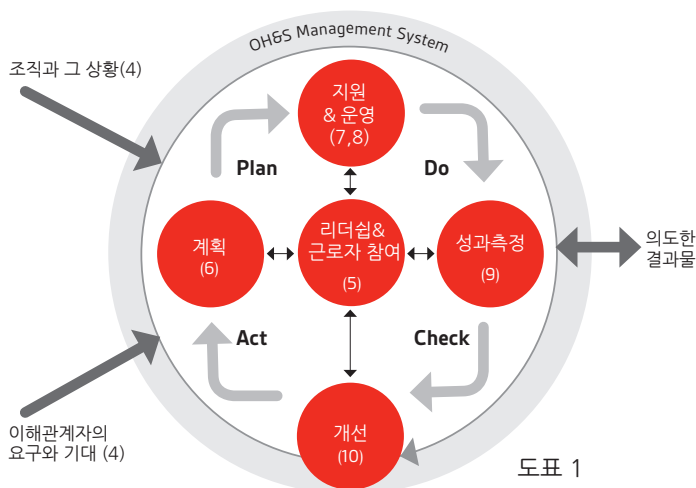 OH&S Management System
조직과 그 상황(4)
지원
& 운영
(7,8)
Plan
Do
계획
(6)
리더쉽&
근로자 참여
(5)
성과측정
(9)
의도한
결과물
Act
Check
이해관계자의
요구와 기대 (4)
개선
(10)
도표 1